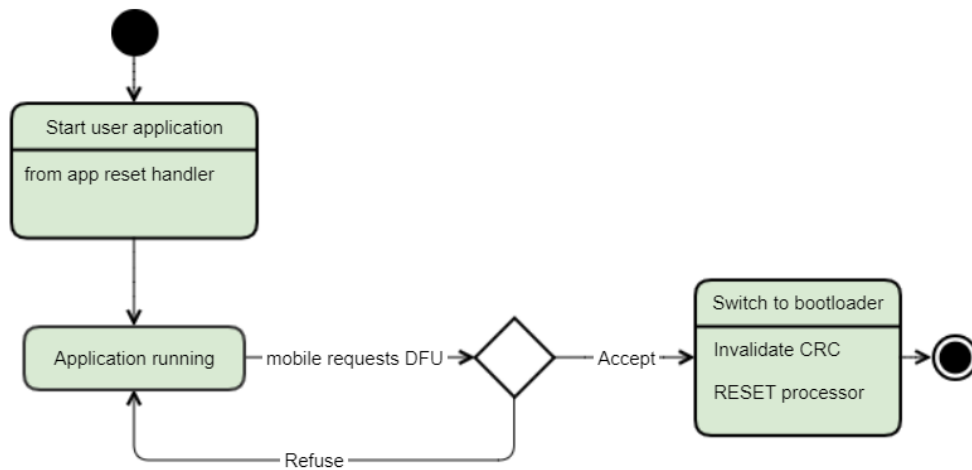 Start user application
from app reset handler
Application running
mobile requests DFU
Accept
Switch to bootloader
Invalidate CRC
RESET processor
Refuse